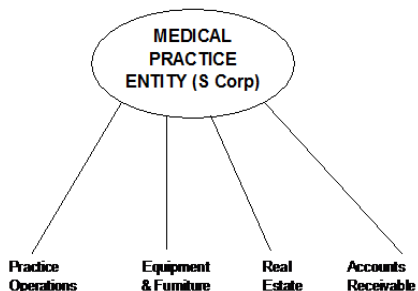 MEDICAL
PRACTICE
ENTITY (S Corp)
Practice
Operations
Equipment
& Furniture
Real
Estate
Accounts
Receivable